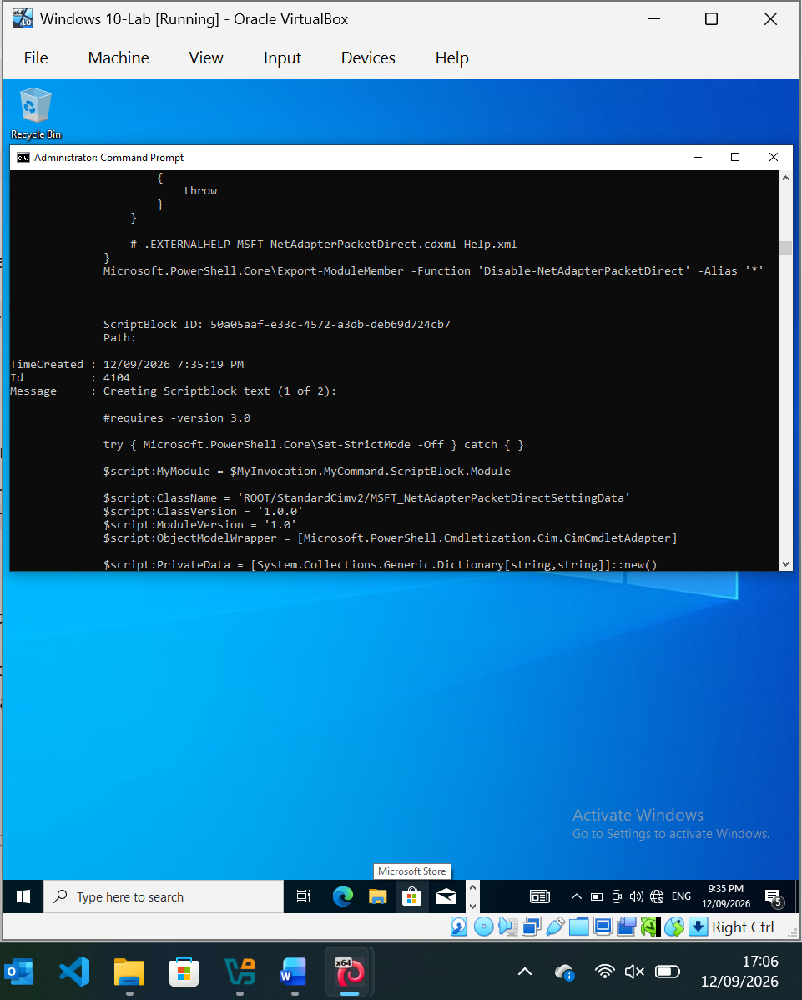 Windows 10-Lab [Running] - Oracle VirtualBox
File Machine View Input Devices Help
Recycle Bin
Administrator: Command Prompt
{
throw
}
}
# .EXTERNALHELP MSFT_NetAdapterPacketDirect.cdxml-Help.xml
}
Microsoft.PowerShell.Core\Export-ModuleMember -Function 'Disable-NetAdapterPacketDirect' -Alias '*'
ScriptBlock ID: 50a05aaf-e33c-4572-a3db-deb69d724cb7
Path:
TimeCreated : 12/09/2026 7:35:19 PM
Id : 4104
Message : Creating Scriptblock text (1 of 2):
#requires -version 3.0
try { Microsoft.PowerShell.Core\Set-StrictMode -Off } catch { }
$script:MyModule = $MyInvocation.MyCommand.ScriptBlock.Module
$script:ClassName = 'ROOT/StandardCimv2/MSFT_NetAdapterPacketDirectSettingData'
$script:ClassVersion = '1.0.0'
$script:ModuleVersion = '1.0'
$script:ObjectModelWrapper = [Microsoft.PowerShell.Cmdletization.Cim.CimCmdletAdapter]
$script:PrivateData = [System.Collections.Generic.Dictionary[string,string]]::new()
Activate Windows
Go to Settings to activate Windows.
Microsoft Store
Type here to search
ENG
9:35 PM
12/09/2026
5
Right Ctrl
x64
17:06
12/09/2026